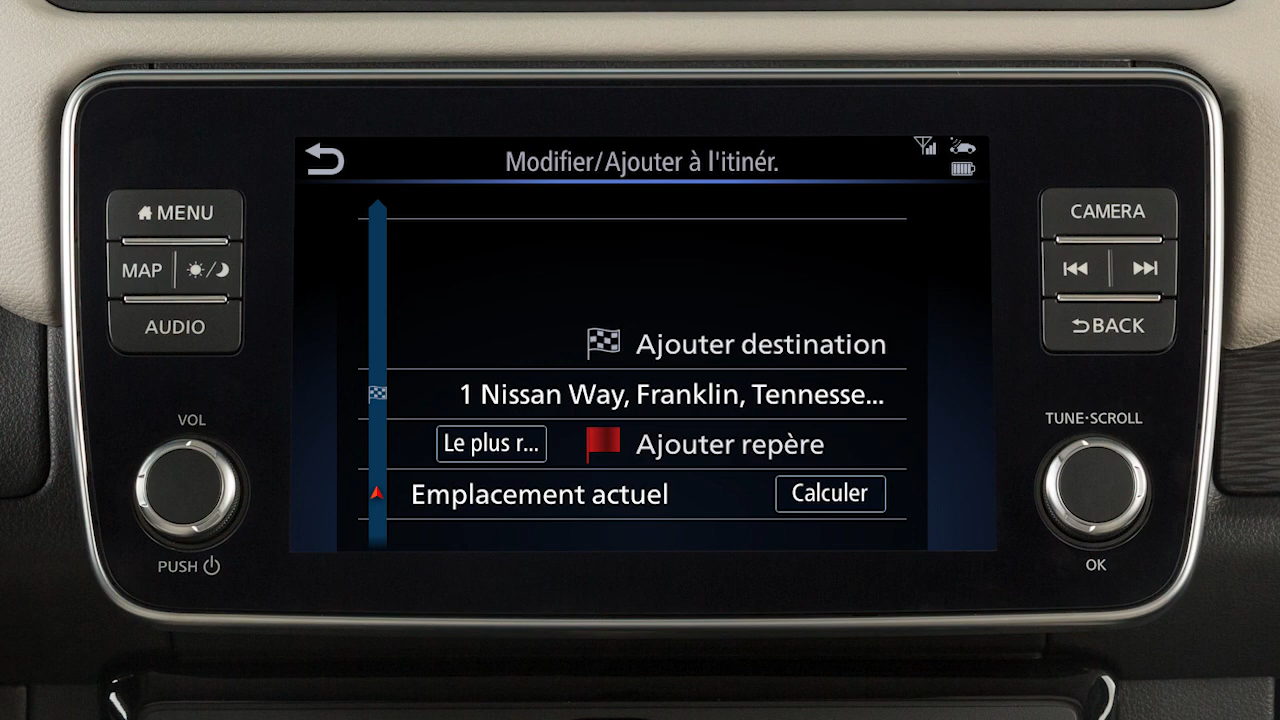 Modifier/Ajouter à l'itinér.
MENU
MAP
AUDIO
VOL
PUSH
Ajouter destination
1 Nissan Way, Franklin, Tennesse...
Le plus r... Ajouter repère
Emplacement actuel Calculer
CAMERA
BACK
TUNE·SCROLL
OK